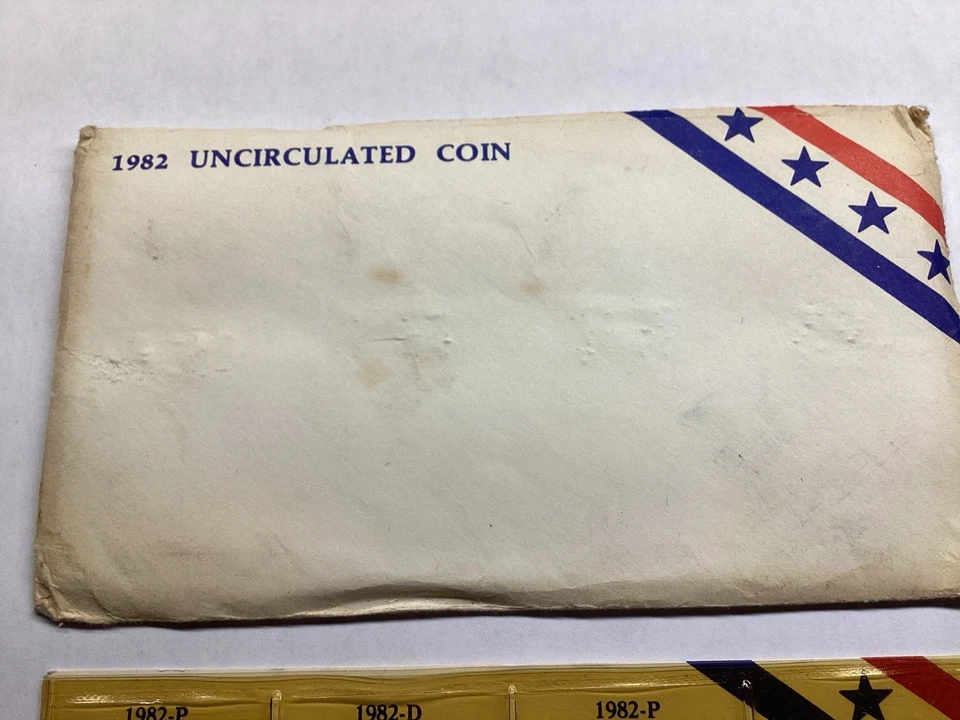 1982 UNCIRCULATED COIN
1982-P 1982-D 1982-P